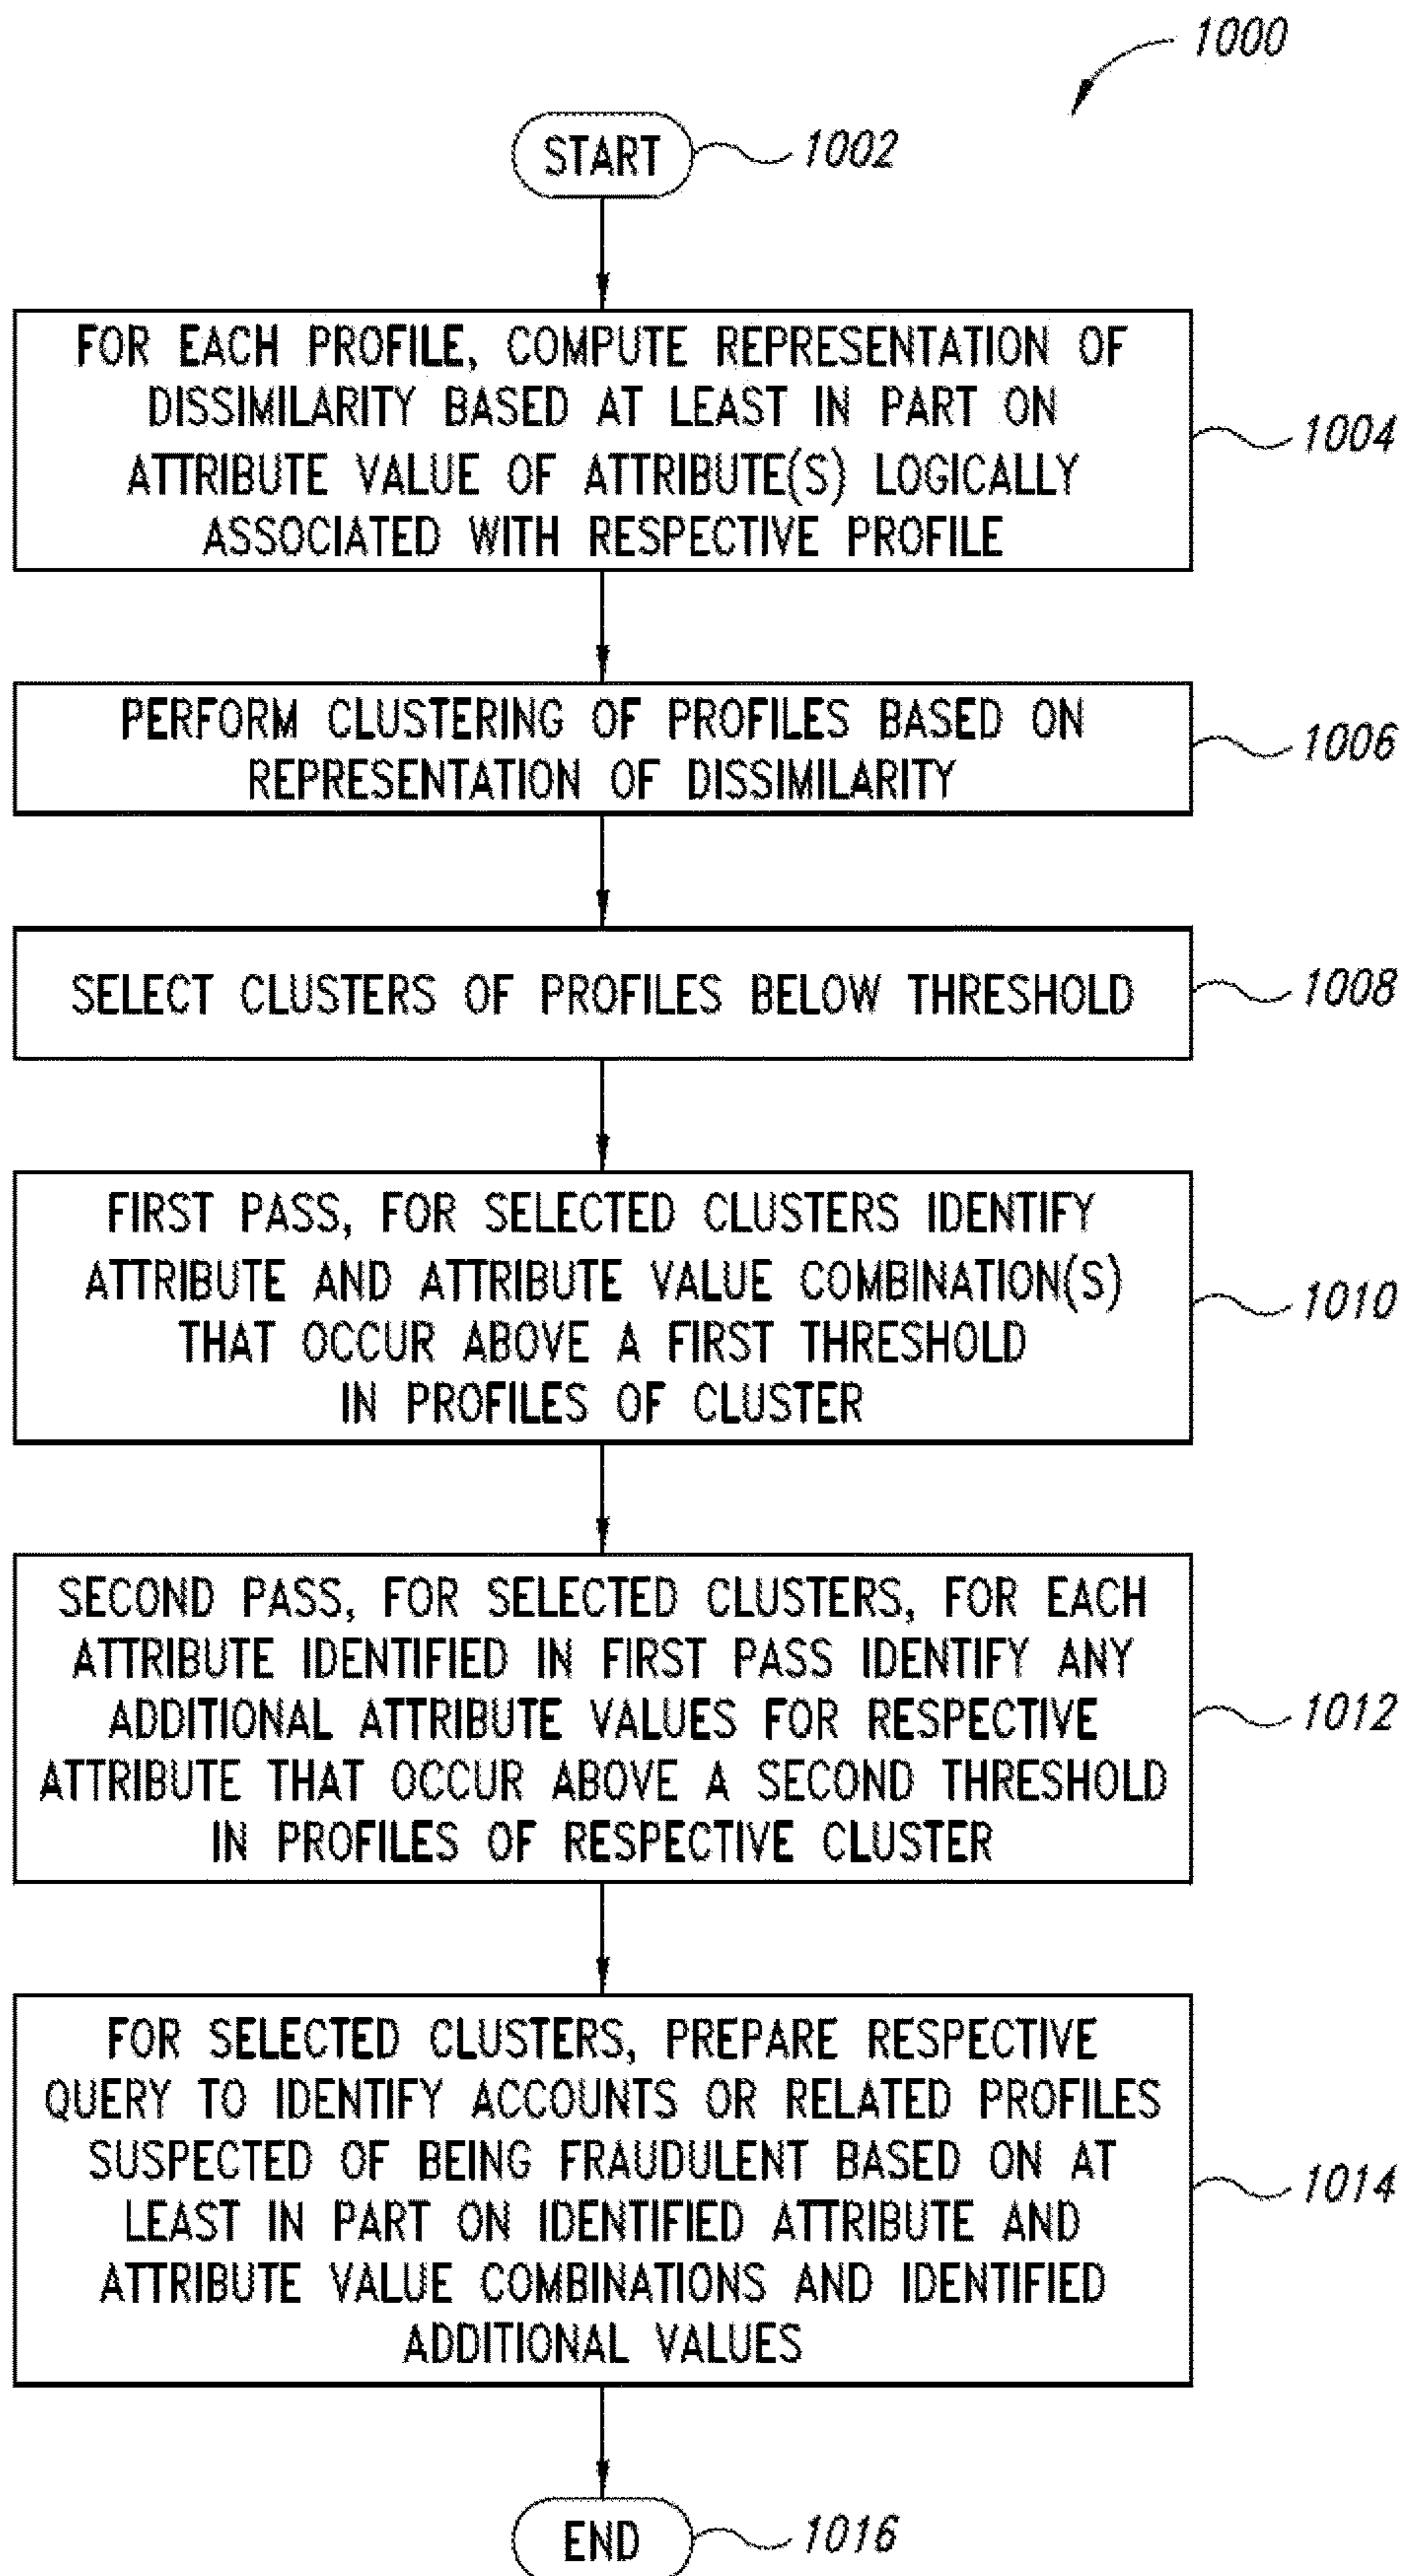 1000
START
1002
FOR EACH PROFILE, COMPUTE REPRESENTATION OF
DISSIMILARITY BASED AT LEAST IN PART ON
ATTRIBUTE VALUE OF ATTRIBUTE(S) LOGICALLY
ASSOCIATED WITH RESPECTIVE PROFILE
1004
PERFORM CLUSTERING OF PROFILES BASED ON
REPRESENTATION OF DISSIMILARITY
1006
SELECT CLUSTERS OF PROFILES BELOW THRESHOLD
1008
FIRST PASS, FOR SELECTED CLUSTERS IDENTIFY
ATTRIBUTE AND ATTRIBUTE VALUE COMBINATION(S)
THAT OCCUR ABOVE A FIRST THRESHOLD
IN PROFILES OF CLUSTER
1010
SECOND PASS, FOR SELECTED CLUSTERS, FOR EACH
ATTRIBUTE IDENTIFIED IN FIRST PASS IDENTIFY ANY
ADDITIONAL ATTRIBUTE VALUES FOR RESPECTIVE
ATTRIBUTE THAT OCCUR ABOVE A SECOND THRESHOLD
IN PROFILES OF RESPECTIVE CLUSTER
1012
FOR SELECTED CLUSTERS, PREPARE RESPECTIVE
QUERY TO IDENTIFY ACCOUNTS OR RELATED PROFILES
SUSPECTED OF BEING FRAUDULENT BASED ON AT
LEAST IN PART ON IDENTIFIED ATTRIBUTE AND
ATTRIBUTE VALUE COMBINATIONS AND IDENTIFIED
ADDITIONAL VALUES
1014
END
1016